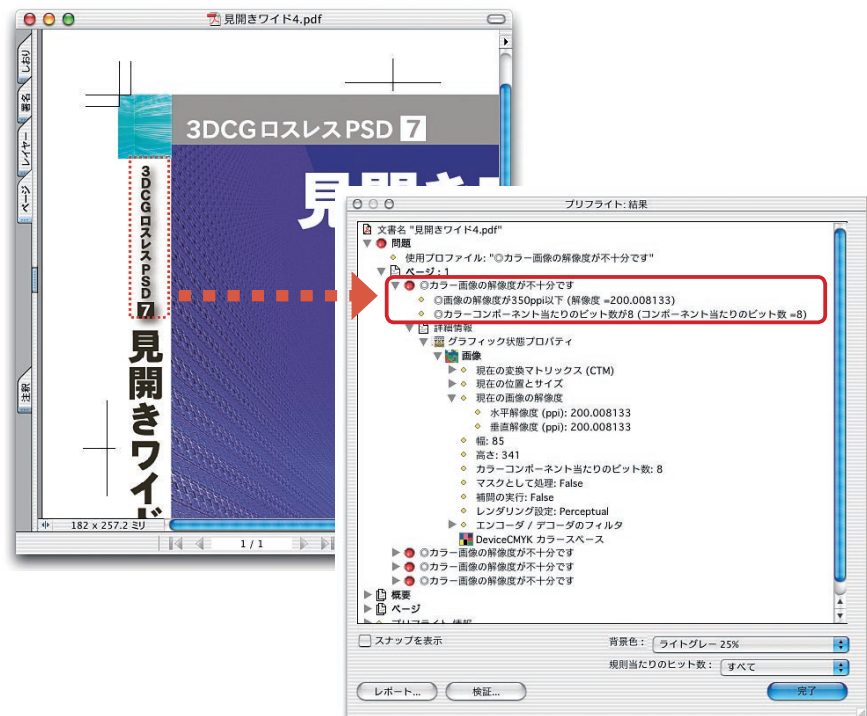 見開きワイド4.pdf
しおり
署名
レイヤー
ページ
注釈
3DCGロスレスPSD 7
見開き
3DCGロスレスPSD 7
見開きワイド
182 x 257.2 ミリ
1 / 1
プリフライト: 結果
文書名 "見開きワイド4.pdf"
問題
使用プロファイル: "◎カラー画像の解像度が不十分です"
ページ: 1
◎カラー画像の解像度が不十分です
◎画像の解像度が350ppi以下 (解像度 =200.008133)
◎カラーコンポーネント当たりのビット数が8 (コンポーネント当たりのビット数 =8)
詳細情報
グラフィック状態プロパティ
画像
現在の変換マトリックス (CTM)
現在の位置とサイズ
現在の画像の解像度
水平解像度 (ppi): 200.008133
垂直解像度 (ppi): 200.008133
幅: 85
高さ: 341
カラーコンポーネント当たりのビット数: 8
マスクとして処理: False
補間の実行: False
レンダリング設定: Perceptual
エンコーダ / デコーダのフィルタ
DeviceCMYK カラースペース
◎カラー画像の解像度が不十分です
◎カラー画像の解像度が不十分です
◎カラー画像の解像度が不十分です
概要
ページ
プリフライト 情報
スナップを表示
背景色: ライトグレー 25%
規則当たりのヒット数: すべて
レポート... 検証... 完了